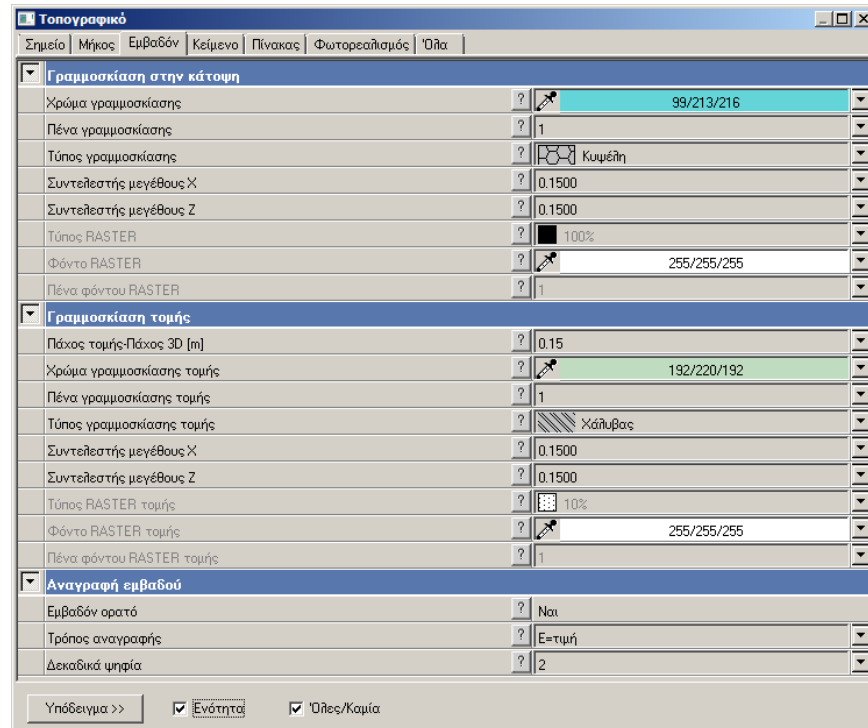 Τοπογραφικό
Σημείο Μήκος Εμβαδόν Κείμενο Πίνακας Φωτορεαλισμός Όλα
Γραμμοσκίαση στην κάτοψη
Χρώμα γραμμοσκίασης ? 99/213/216
Πένα γραμμοσκίασης ? 1
Τύπος γραμμοσκίασης ? Κυψέλη
Συντελεστής μεγέθους X ? 0.1500
Συντελεστής μεγέθους Z ? 0.1500
Τύπος RASTER ? 100%
Φόντο RASTER ? 255/255/255
Πένα φόντου RASTER ? 1
Γραμμοσκίαση τομής
Πάχος τομής-Πάχος 3D [m] ? 0.15
Χρώμα γραμμοσκίασης τομής ? 192/220/192
Πένα γραμμοσκίασης τομής ? 1
Τύπος γραμμοσκίασης τομής ? Χάλυβας
Συντελεστής μεγέθους X ? 0.1500
Συντελεστής μεγέθους Z ? 0.1500
Τύπος RASTER τομής ? 10%
Φόντο RASTER τομής ? 255/255/255
Πένα φόντου RASTER τομής ? 1
Αναγραφή εμβαδού
Εμβαδόν ορατό ? Ναι
Τρόπος αναγραφής ? Ε=τιμή
Δεκαδικά ψηφία ? 2
Υπόδειγμα >> Ενότητα Όλες/Καμία